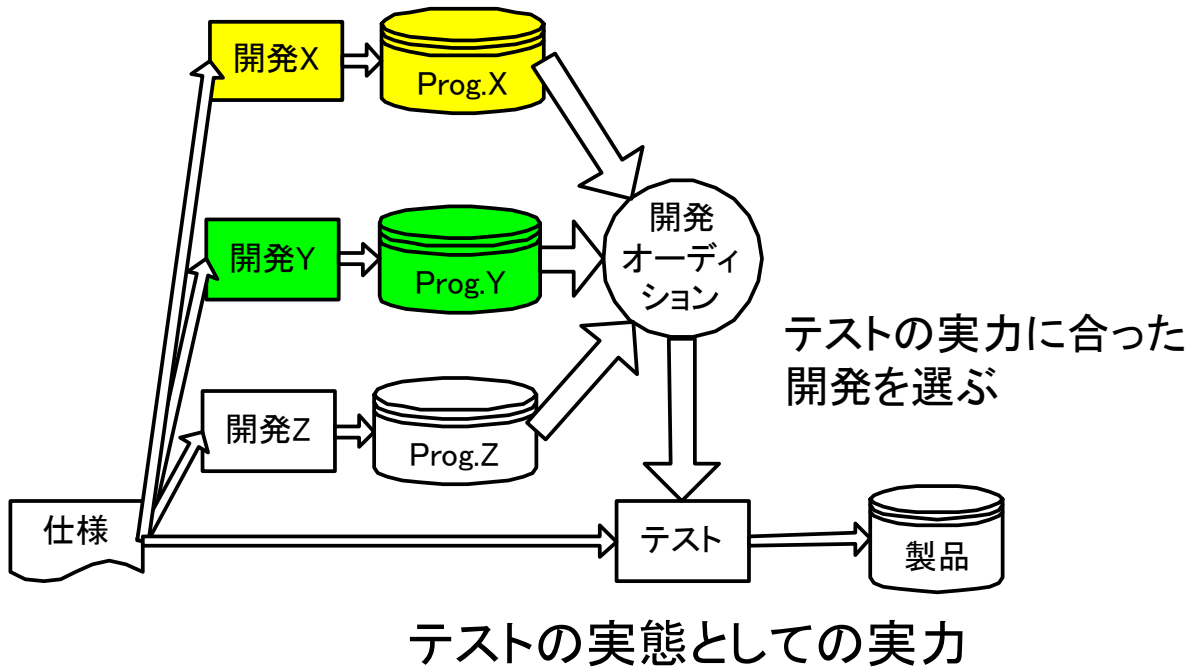 開発X
Prog.X
開発Y
Prog.Y
開発
オーディ
ション
テストの実力に合った
開発を選ぶ
開発Z
Prog.Z
仕様
テスト
製品
テストの実態としての実力